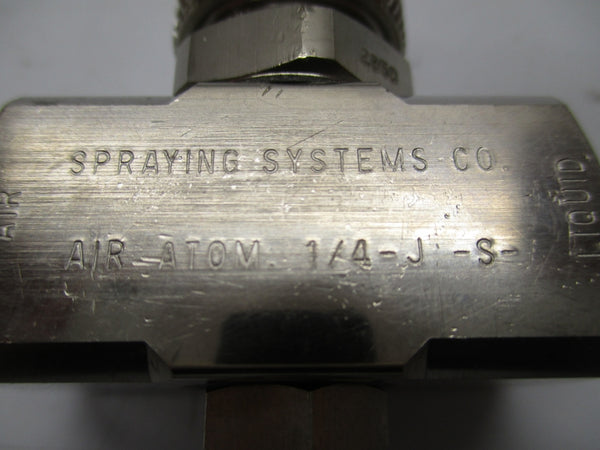 SPRAYING SYSTEMS CO.
AIR ATOM. 1/4-J -S-
AIR
LIQUID